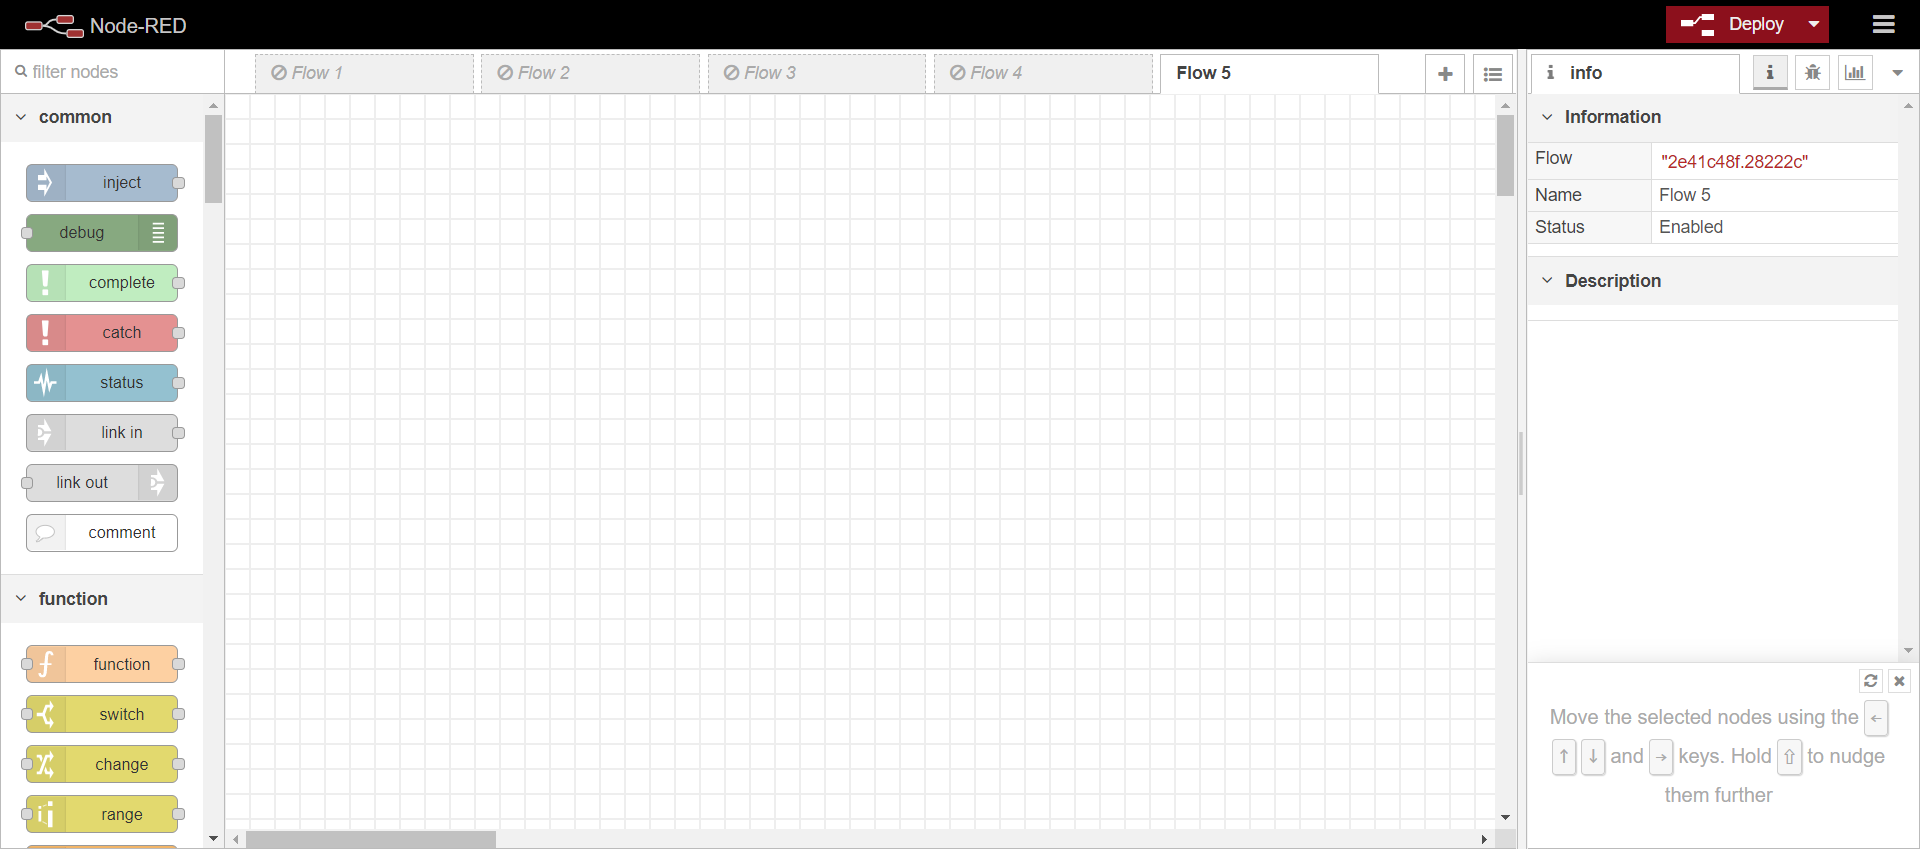 Node-RED
Deploy
filter nodes
Flow 1
Flow 2
Flow 3
Flow 4
Flow 5
info
common
inject
debug
complete
catch
status
link in
link out
comment
function
function
switch
change
range
Information
Flow "2e41c48f.28222c"
Name Flow 5
Status Enabled
Description
Move the selected nodes using the ←
↑ ↓ and → keys. Hold ⇧ to nudge
them further